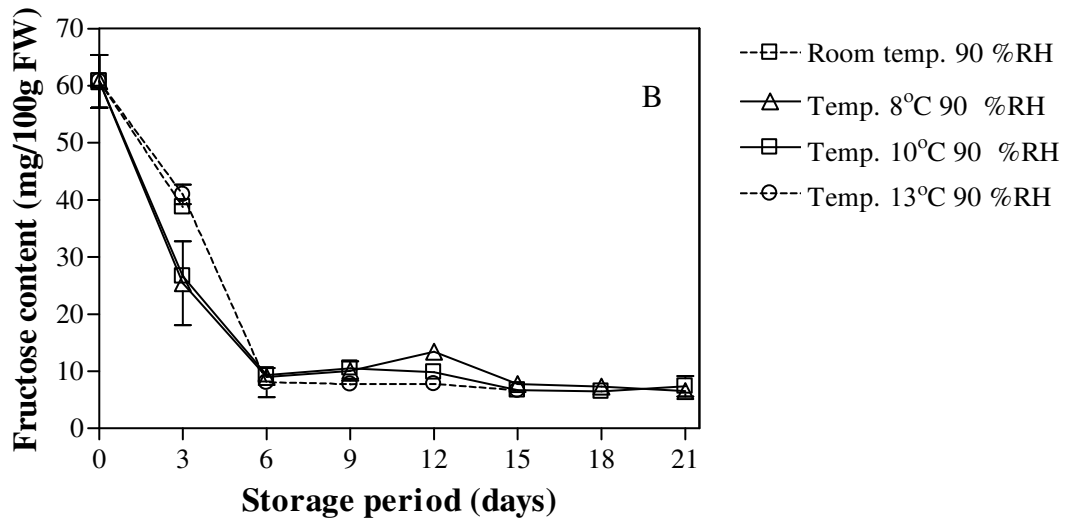 Fructose content (mg/100g FW)
70
60
50
40
30
20
10
0
B
0 3 6 9 12 15 18 21
Storage period (days)
Room temp. 90 %RH
Temp. 8°C 90 %RH
Temp. 10°C 90 %RH
Temp. 13°C 90 %RH